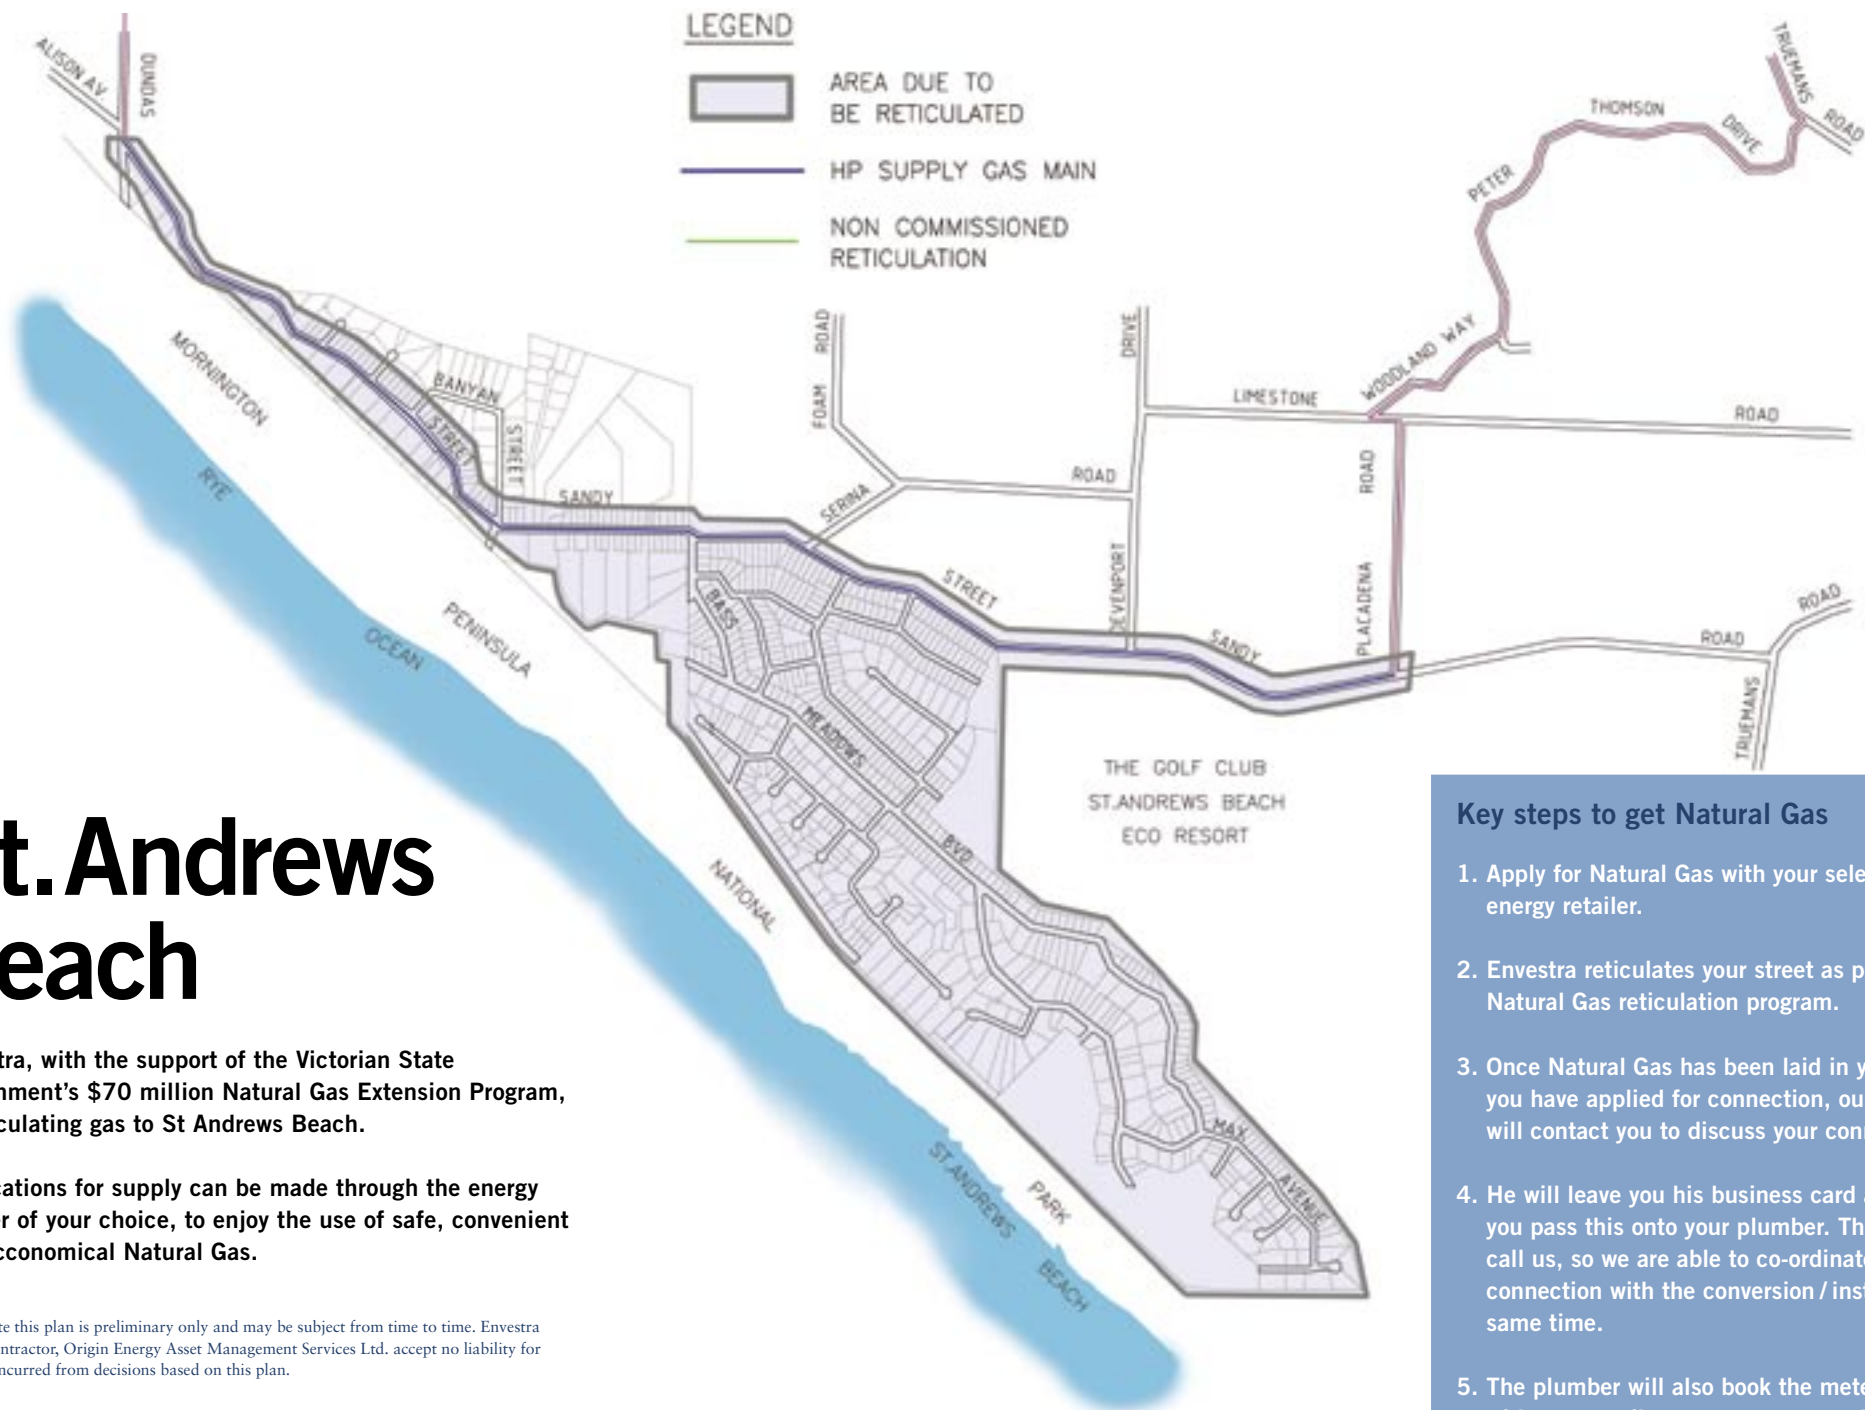 LEGEND
AREA DUE TO
BE RETICULATED
HP SUPPLY GAS MAIN
NON COMMISSIONED
RETICULATION
ALISON AV.
DUNDAS
TRUEMANS
ROAD
THOMSON
DRIVE
PETER
WOODLAND WAY
LIMESTONE
ROAD
FOAM ROAD
DRIVE
ROAD
SERINA
DEVENPORT
PLACADENA
ROAD
ROAD
ROAD
TRUEMANS
BANYAN
STREET
STREET
SANDY
STREET
SANDY
BASS
MEADOWS
BVD
MAX
AVENUE
MORNINGTON
PENINSULA
NATIONAL
PARK
RYE
OCEAN
ST.ANDREWS
BEACH
THE GOLF CLUB
ST.ANDREWS BEACH
ECO RESORT
t. Andrews
each
tra, with the support of the Victorian State
nment’s $70 million Natural Gas Extension Program,
culating gas to St Andrews Beach.
cations for supply can be made through the energy
r of your choice, to enjoy the use of safe, convenient
cconomical Natural Gas.
te this plan is preliminary only and may be subject from time to time. Envestra
ntractor, Origin Energy Asset Management Services Ltd. accept no liability for
ncurred from decisions based on this plan.
Key steps to get Natural Gas
1. Apply for Natural Gas with your sele
energy retailer.
2. Envestra reticulates your street as p
Natural Gas reticulation program.
3. Once Natural Gas has been laid in y
you have applied for connection, ou
will contact you to discuss your con
4. He will leave you his business card
you pass this onto your plumber. Th
call us, so we are able to co-ordinate
connection with the conversion / inst
same time.
5. The plumber will also book the mete